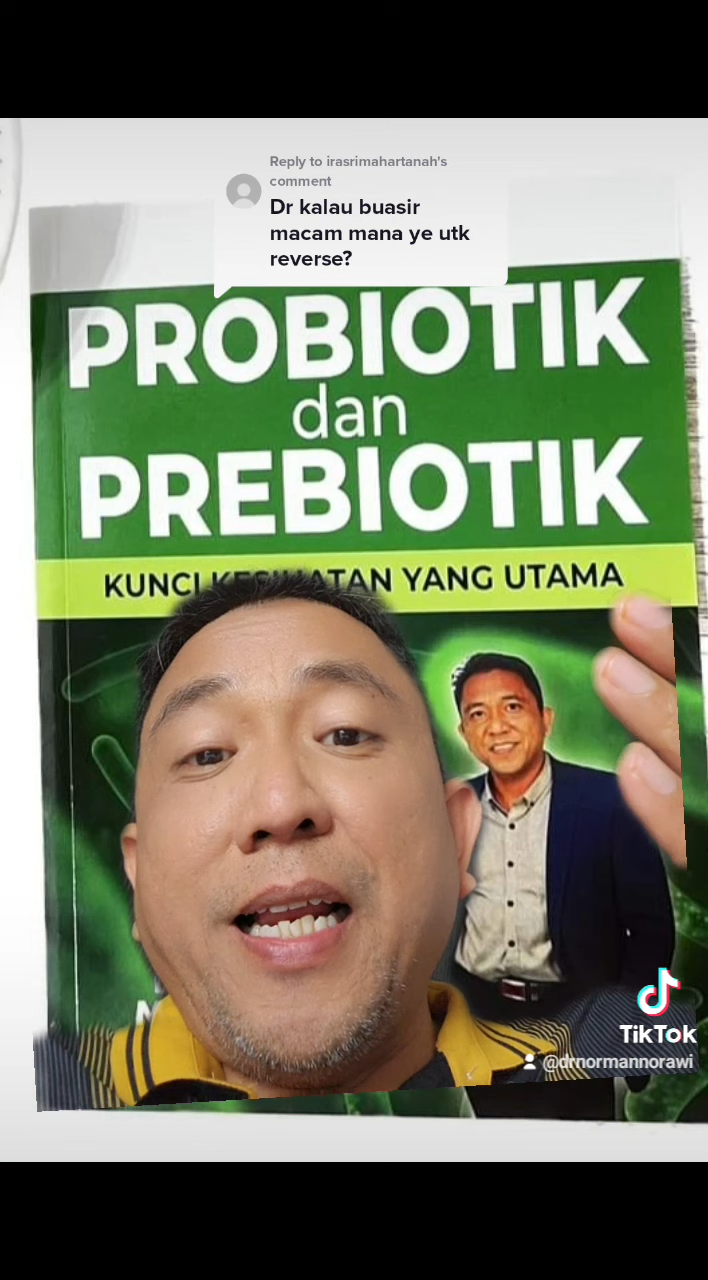 Reply to irasrimahartanah's
comment
Dr kalau buasir
macam mana ye utk
reverse?
PROBIOTIK
dan
PREBIOTIK
YANG UTAMA
TikTok
@drnormannorawi